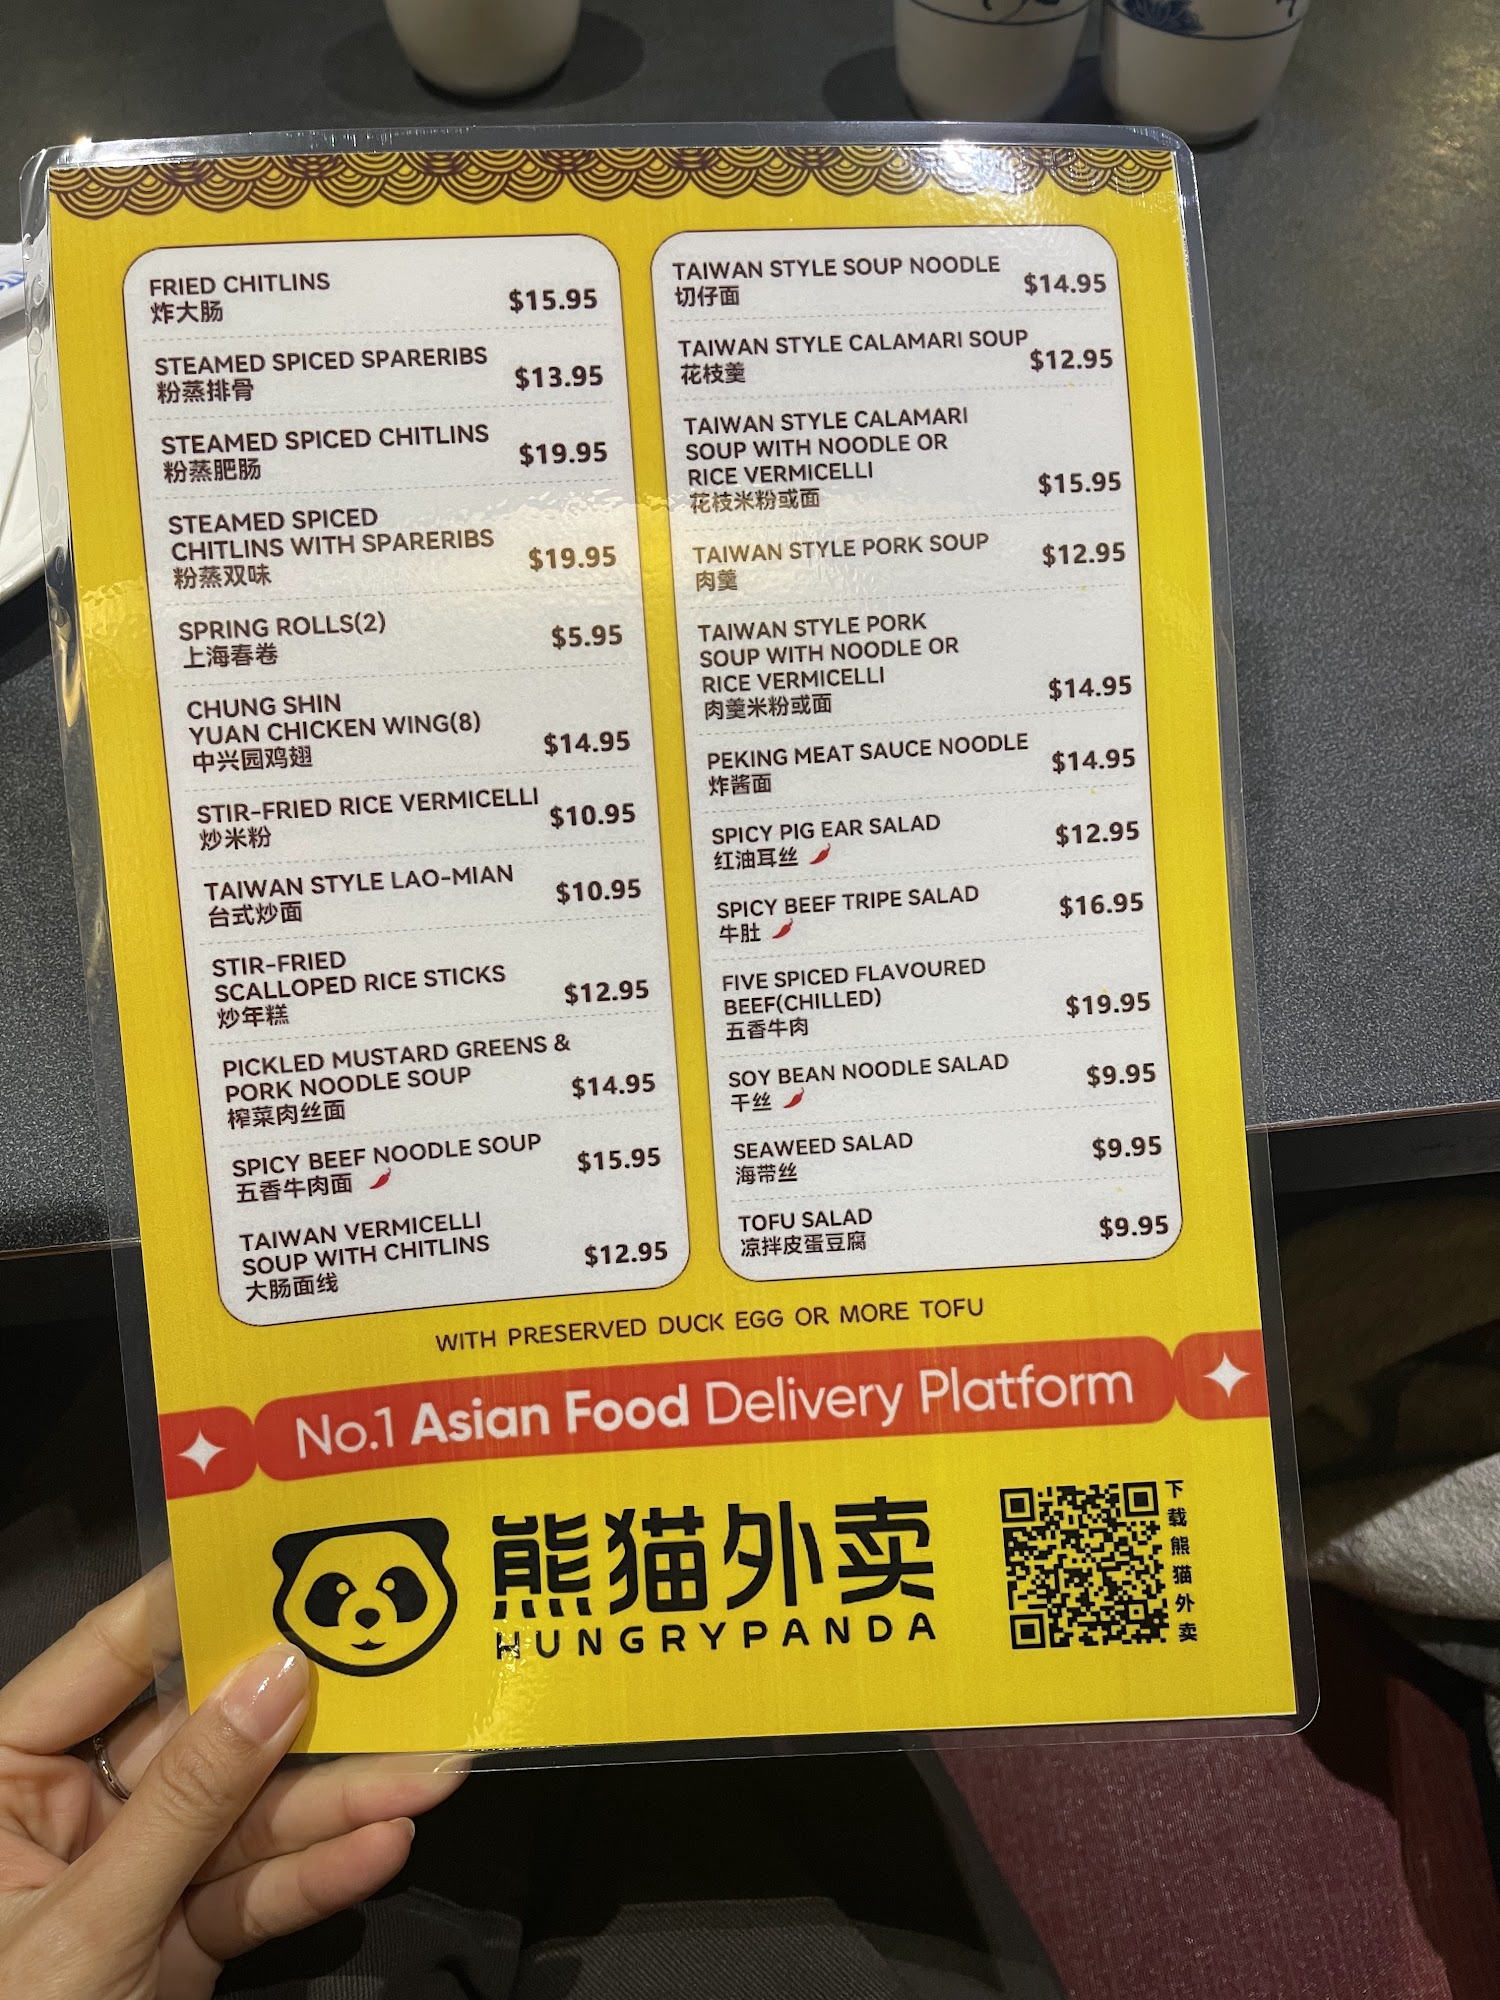 FRIED CHITLINS
炸大肠
$15.95
STEAMED SPICED SPARERIBS
粉蒸排骨
$13.95
STEAMED SPICED CHITLINS
粉蒸肥肠
$19.95
STEAMED SPICED
CHITLINS WITH SPARERIBS
粉蒸双味
$19.95
SPRING ROLLS(2)
上海春卷
$5.95
CHUNG SHIN
YUAN CHICKEN WING(8)
中兴园鸡翅
$14.95
STIR-FRIED RICE VERMICELLI
炒米粉
$10.95
TAIWAN STYLE LAO-MIAN
台式炒面
$10.95
STIR-FRIED
SCALLOPED RICE STICKS
炒年糕
$12.95
PICKLED MUSTARD GREENS &
PORK NOODLE SOUP
榨菜肉丝面
$14.95
SPICY BEEF NOODLE SOUP
五香牛肉面
$15.95
TAIWAN VERMICELLI
SOUP WITH CHITLINS
大肠面线
$12.95
TAIWAN STYLE SOUP NOODLE
切仔面
$14.95
TAIWAN STYLE CALAMARI SOUP
花枝羹
$12.95
TAIWAN STYLE CALAMARI
SOUP WITH NOODLE OR
RICE VERMICELLI
花枝米粉或面
$15.95
TAIWAN STYLE PORK SOUP
肉羹
$12.95
TAIWAN STYLE PORK
SOUP WITH NOODLE OR
RICE VERMICELLI
肉羹米粉或面
$14.95
PEKING MEAT SAUCE NOODLE
炸酱面
$14.95
SPICY PIG EAR SALAD
红油耳丝
$12.95
SPICY BEEF TRIPE SALAD
牛肚
$16.95
FIVE SPICED FLAVOURED
BEEF(CHILLED)
五香牛肉
$19.95
SOY BEAN NOODLE SALAD
干丝
$9.95
SEAWEED SALAD
海带丝
$9.95
TOFU SALAD
凉拌皮蛋豆腐
$9.95
WITH PRESERVED DUCK EGG OR MORE TOFU
No.1 Asian Food Delivery Platform
熊猫外卖
HUNGRYPANDA
下载熊猫外卖